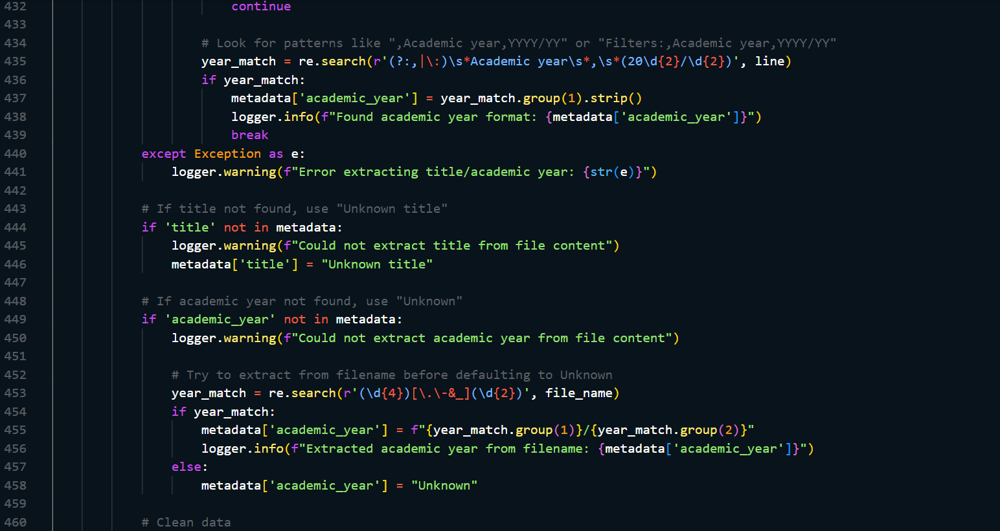 432 continue
433
434 # Look for patterns like ",Academic year,YYYY/YY" or "Filters:,Academic year,YYYY/YY"
435 year_match = re.search(r'(?:,|\:)\s*Academic year\s*,\s*(20\d{2}/\d{2})', line)
436 if year_match:
437 metadata['academic_year'] = year_match.group(1).strip()
438 logger.info(f"Found academic year format: {metadata['academic_year']}")
439 break
440 except Exception as e:
441 logger.warning(f"Error extracting title/academic year: {str(e)}")
442
443 # If title not found, use "Unknown title"
444 if 'title' not in metadata:
445 logger.warning(f"Could not extract title from file content")
446 metadata['title'] = "Unknown title"
447
448 # If academic year not found, use "Unknown"
449 if 'academic_year' not in metadata:
450 logger.warning(f"Could not extract academic year from file content")
451
452 # Try to extract from filename before defaulting to Unknown
453 year_match = re.search(r'(\d{4})[\.\-&_](\d{2})', file_name)
454 if year_match:
455 metadata['academic_year'] = f"{year_match.group(1)}/{year_match.group(2)}"
456 logger.info(f"Extracted academic year from filename: {metadata['academic_year']}")
457 else:
458 metadata['academic_year'] = "Unknown"
459
460 # Clean data